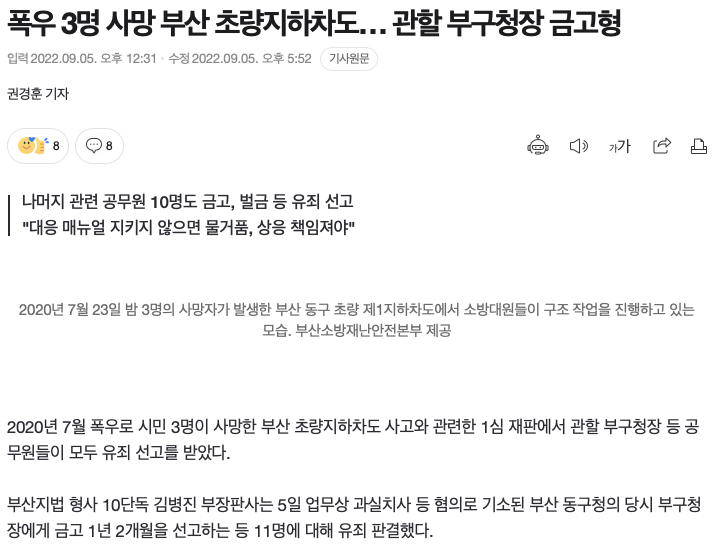 폭우 3명 사망 부산 초량지하차도… 관할 부구청장 금고형
입력 2022.09.05. 오후 12:31 · 수정 2022.09.05. 오후 5:52 기사원문
권경훈 기자
8 8 가가
나머지 관련 공무원 10명도 금고, 벌금 등 유죄 선고
"대응 매뉴얼 지키지 않으면 물거품, 상응 책임져야"
2020년 7월 23일 밤 3명의 사망자가 발생한 부산 동구 초량 제1지하차도에서 소방대원들이 구조 작업을 진행하고 있는
모습. 부산소방재난안전본부 제공
2020년 7월 폭우로 시민 3명이 사망한 부산 초량지하차도 사고와 관련한 1심 재판에서 관할 부구청장 등 공
무원들이 모두 유죄 선고를 받았다.
부산지법 형사 10단독 김병진 부장판사는 5일 업무상 과실치사 등 혐의로 기소된 부산 동구청의 당시 부구청
장에게 금고 1년 2개월을 선고하는 등 11명에 대해 유죄 판결했다.